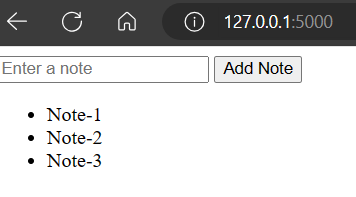 127.0.0.1:5000
Enter a note Add Note
Note-1
Note-2
Note-3